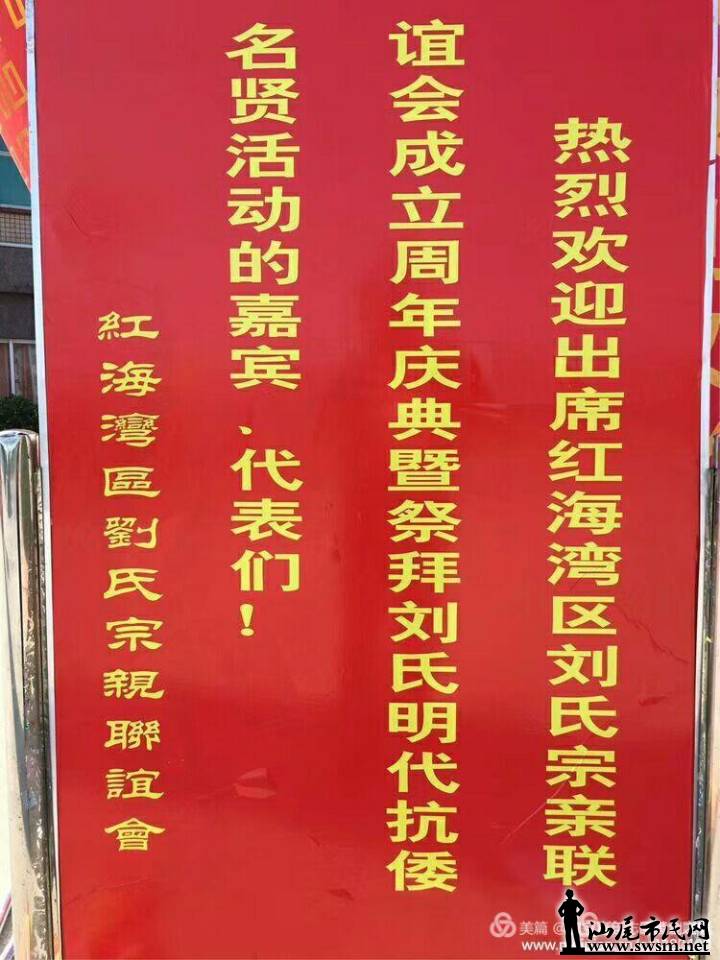 热烈欢迎出席红海湾区刘氏宗亲联
谊会成立周年庆典暨祭拜刘氏明代抗倭
名贤活动的嘉宾、代表们！
紅海灣區劉氏宗親聯誼會
美篇
汕尾市民网
www.swsm.net